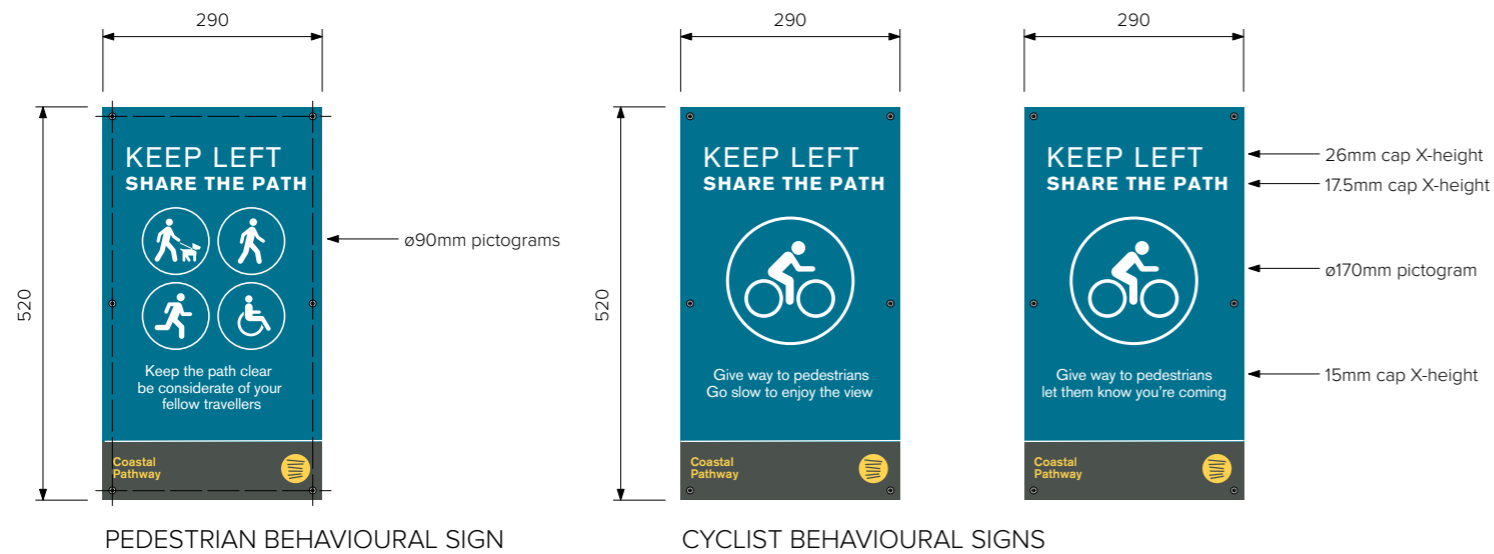 290
520
KEEP LEFT
SHARE THE PATH
ø90mm pictograms
Keep the path clear
be considerate of your
fellow travellers
Coastal
Pathway
PEDESTRIAN BEHAVIOURAL SIGN
290
520
KEEP LEFT
SHARE THE PATH
Give way to pedestrians
Go slow to enjoy the view
Coastal
Pathway
290
KEEP LEFT
SHARE THE PATH
Give way to pedestrians
let them know you're coming
Coastal
Pathway
26mm cap X-height
17.5mm cap X-height
ø170mm pictogram
15mm cap X-height
CYCLIST BEHAVIOURAL SIGNS